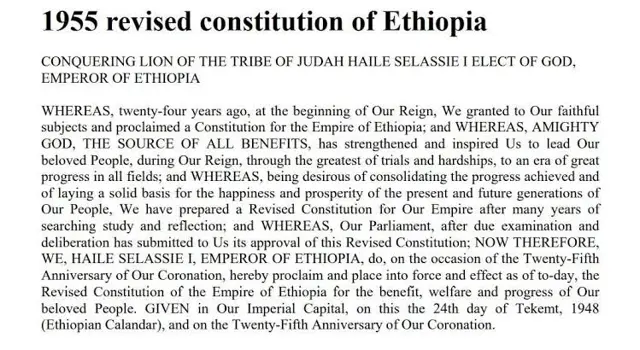 1955 revised constitution of Ethiopia
CONQUERING LION OF THE TRIBE OF JUDAH HAILE SELASSIE I ELECT OF GOD,
EMPEROR OF ETHIOPIA
WHEREAS, twenty-four years ago, at the beginning of Our Reign, We granted to Our faithful
subjects and proclaimed a Constitution for the Empire of Ethiopia; and WHEREAS, AMIGHTY
GOD, THE SOURCE OF ALL BENEFITS, has strengthened and inspired Us to lead Our
beloved People, during Our Reign, through the greatest of trials and hardships, to an era of great
progress in all fields; and WHEREAS, being desirous of consolidating the progress achieved and
of laying a solid basis for the happiness and prosperity of the present and future generations of
Our People, We have prepared a Revised Constitution for Our Empire after many years of
searching study and reflection; and WHEREAS, Our Parliament, after due examination and
deliberation has submitted to Us its approval of this Revised Constitution; NOW THEREFORE,
WE, HAILE SELASSIE I, EMPEROR OF ETHIOPIA, do, on the occasion of the Twenty-Fifth
Anniversary of Our Coronation, hereby proclaim and place into force and effect as of to-day, the
Revised Constitution of the Empire of Ethiopia for the benefit, welfare and progress of Our
beloved People. GIVEN in Our Imperial Capital, on this the 24th day of Tekemt, 1948
(Ethiopian Calandar), and on the Twenty-Fifth Anniversary of Our Coronation.